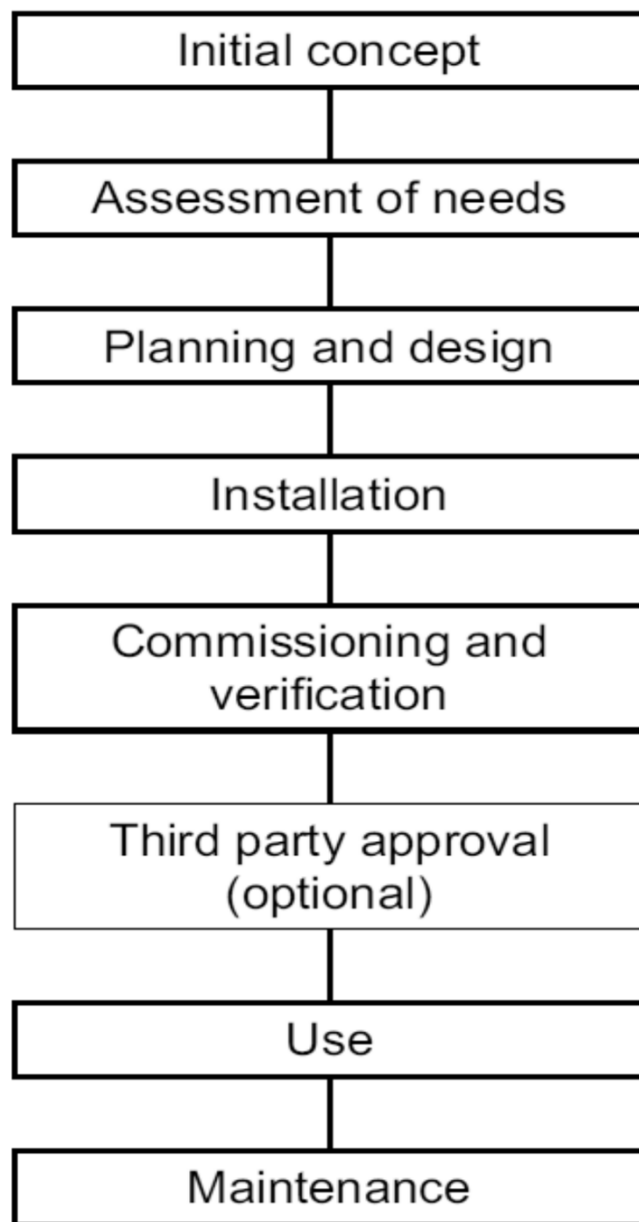 Initial concept
Assessment of needs
Planning and design
Installation
Commissioning and
verification
Third party approval
(optional)
Use
Maintenance